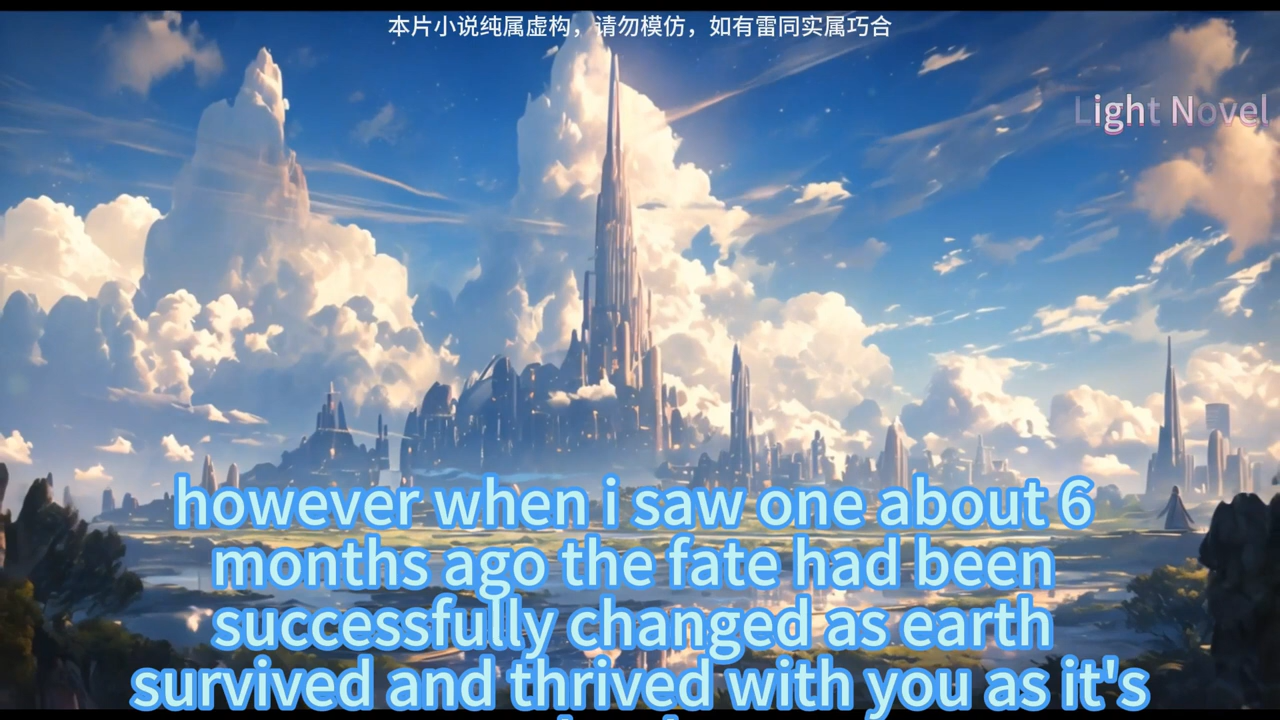 本片小说纯属虚构，请勿模仿，如有雷同实属巧合
Light Novel
however when i saw one about 6
months ago the fate had been
successfully changed as earth
survived and thrived with you as it's